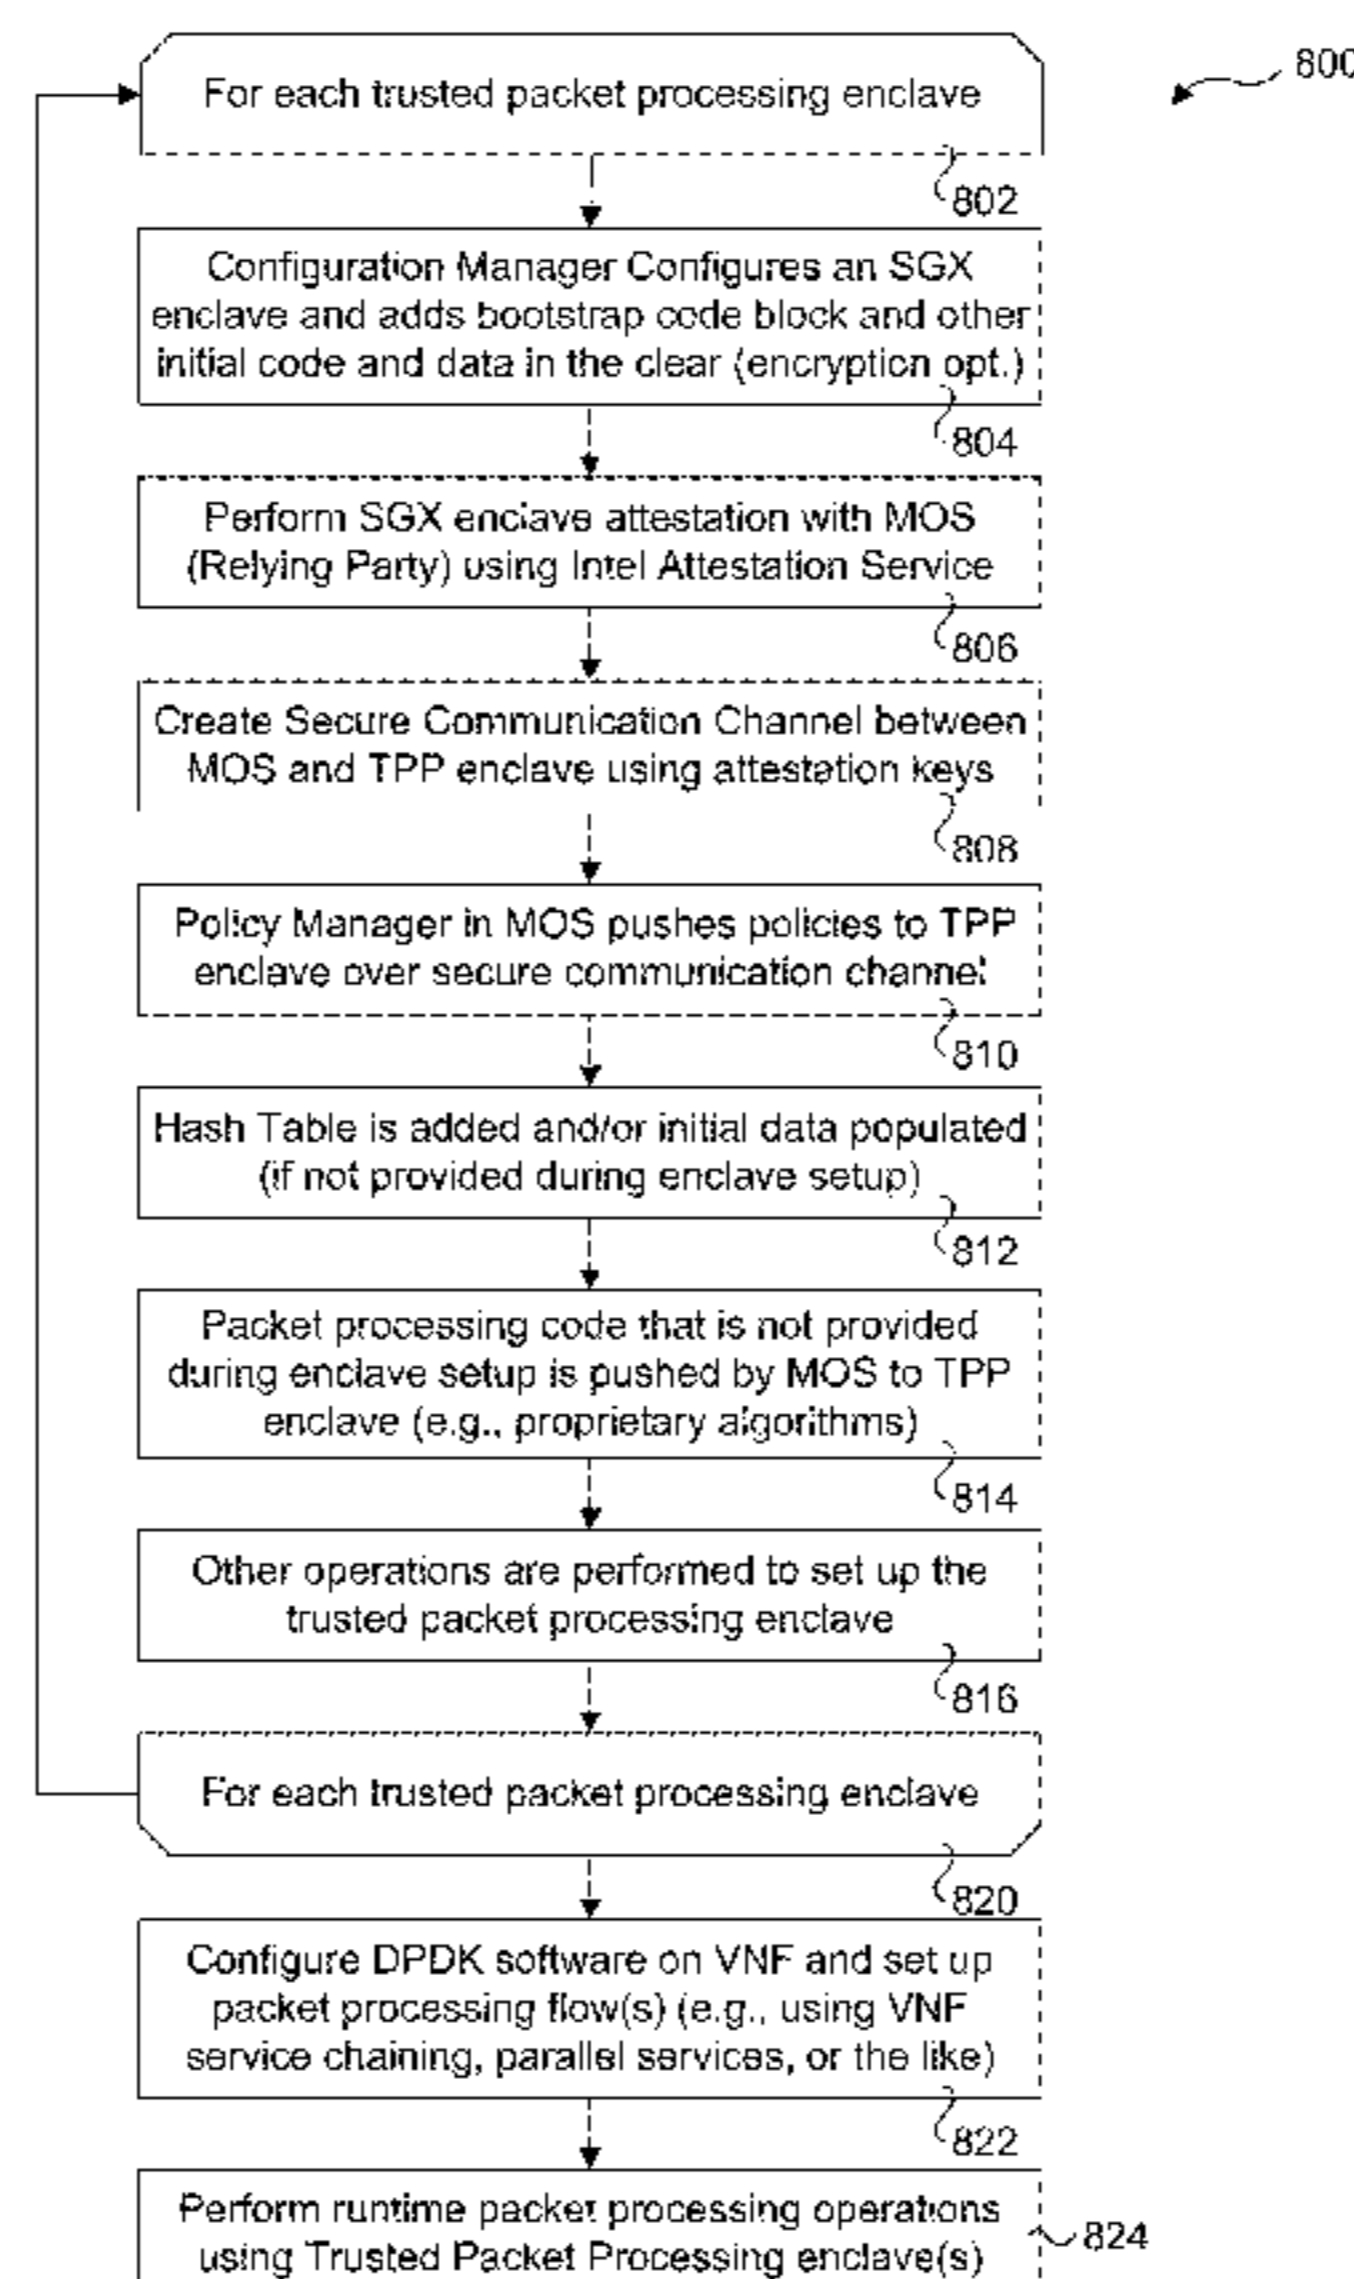 800
For each trusted packet processing enclave
802
Configuration Manager Configures an SGX
enclave and adds bootstrap code block and other
initial code and data in the clear (encryption opt.)
804
Perform SGX enclave attestation with MOS
(Relying Party) using Intel Attestation Service
806
Create Secure Communication Channel between
MOS and TPP enclave using attestation keys
808
Policy Manager in MOS pushes policies to TPP
enclave over secure communication channel
810
Hash Table is added and/or initial data populated
(if not provided during enclave setup)
812
Packet processing code that is not provided
during enclave setup is pushed by MOS to TPP
enclave (e.g., proprietary algorithms)
814
Other operations are performed to set up the
trusted packet processing enclave
816
For each trusted packet processing enclave
820
Configure DPDK software on VNF and set up
packet processing flow(s) (e.g., using VNF
service chaining, parallel services, or the like)
822
Perform runtime packet processing operations
using Trusted Packet Processing enclave(s)
824